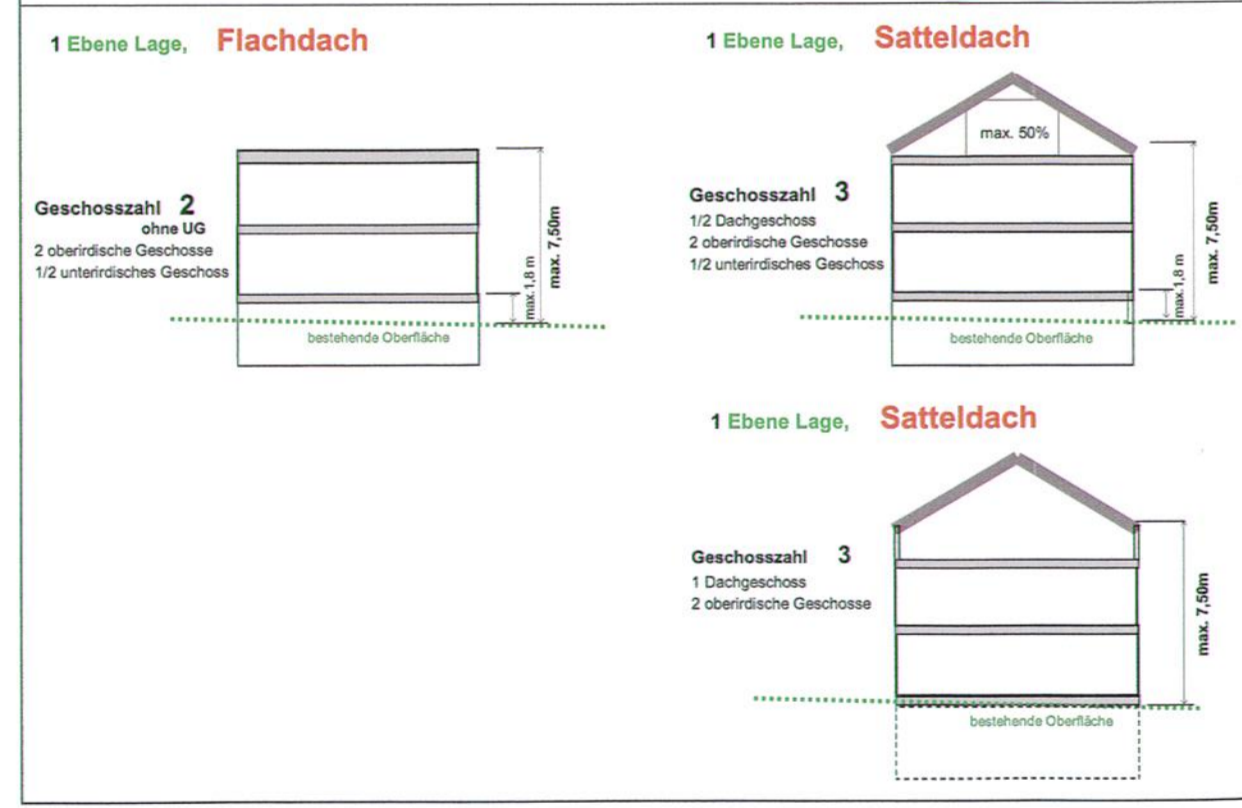 1 Ebene Lage, Flachdach
Geschosszahl 2
ohne UG
2 oberirdische Geschosse
1/2 unterirdisches Geschoss
max.1,8 m
max. 7,50m
bestehende Oberfläche
1 Ebene Lage, Satteldach
max. 50%
Geschosszahl 3
1/2 Dachgeschoss
2 oberirdische Geschosse
1/2 unterirdisches Geschoss
max.1,8 m
max. 7,50m
bestehende Oberfläche
1 Ebene Lage, Satteldach
Geschosszahl 3
1 Dachgeschoss
2 oberirdische Geschosse
max. 7,50m
bestehende Oberfläche